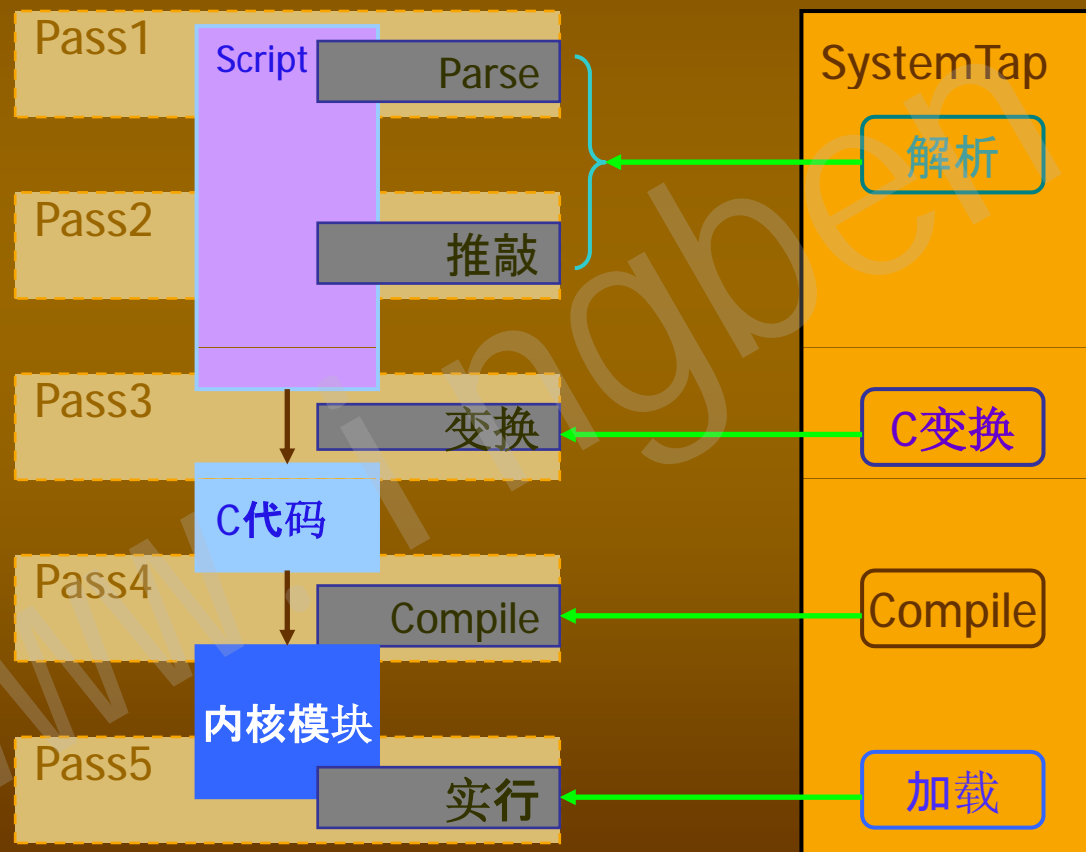 Pass1
Script
Parse
Pass2
推敲
Pass3
变换
C代码
Pass4
Compile
内核模块
Pass5
实行
SystemTap
解析
C变换
Compile
加载